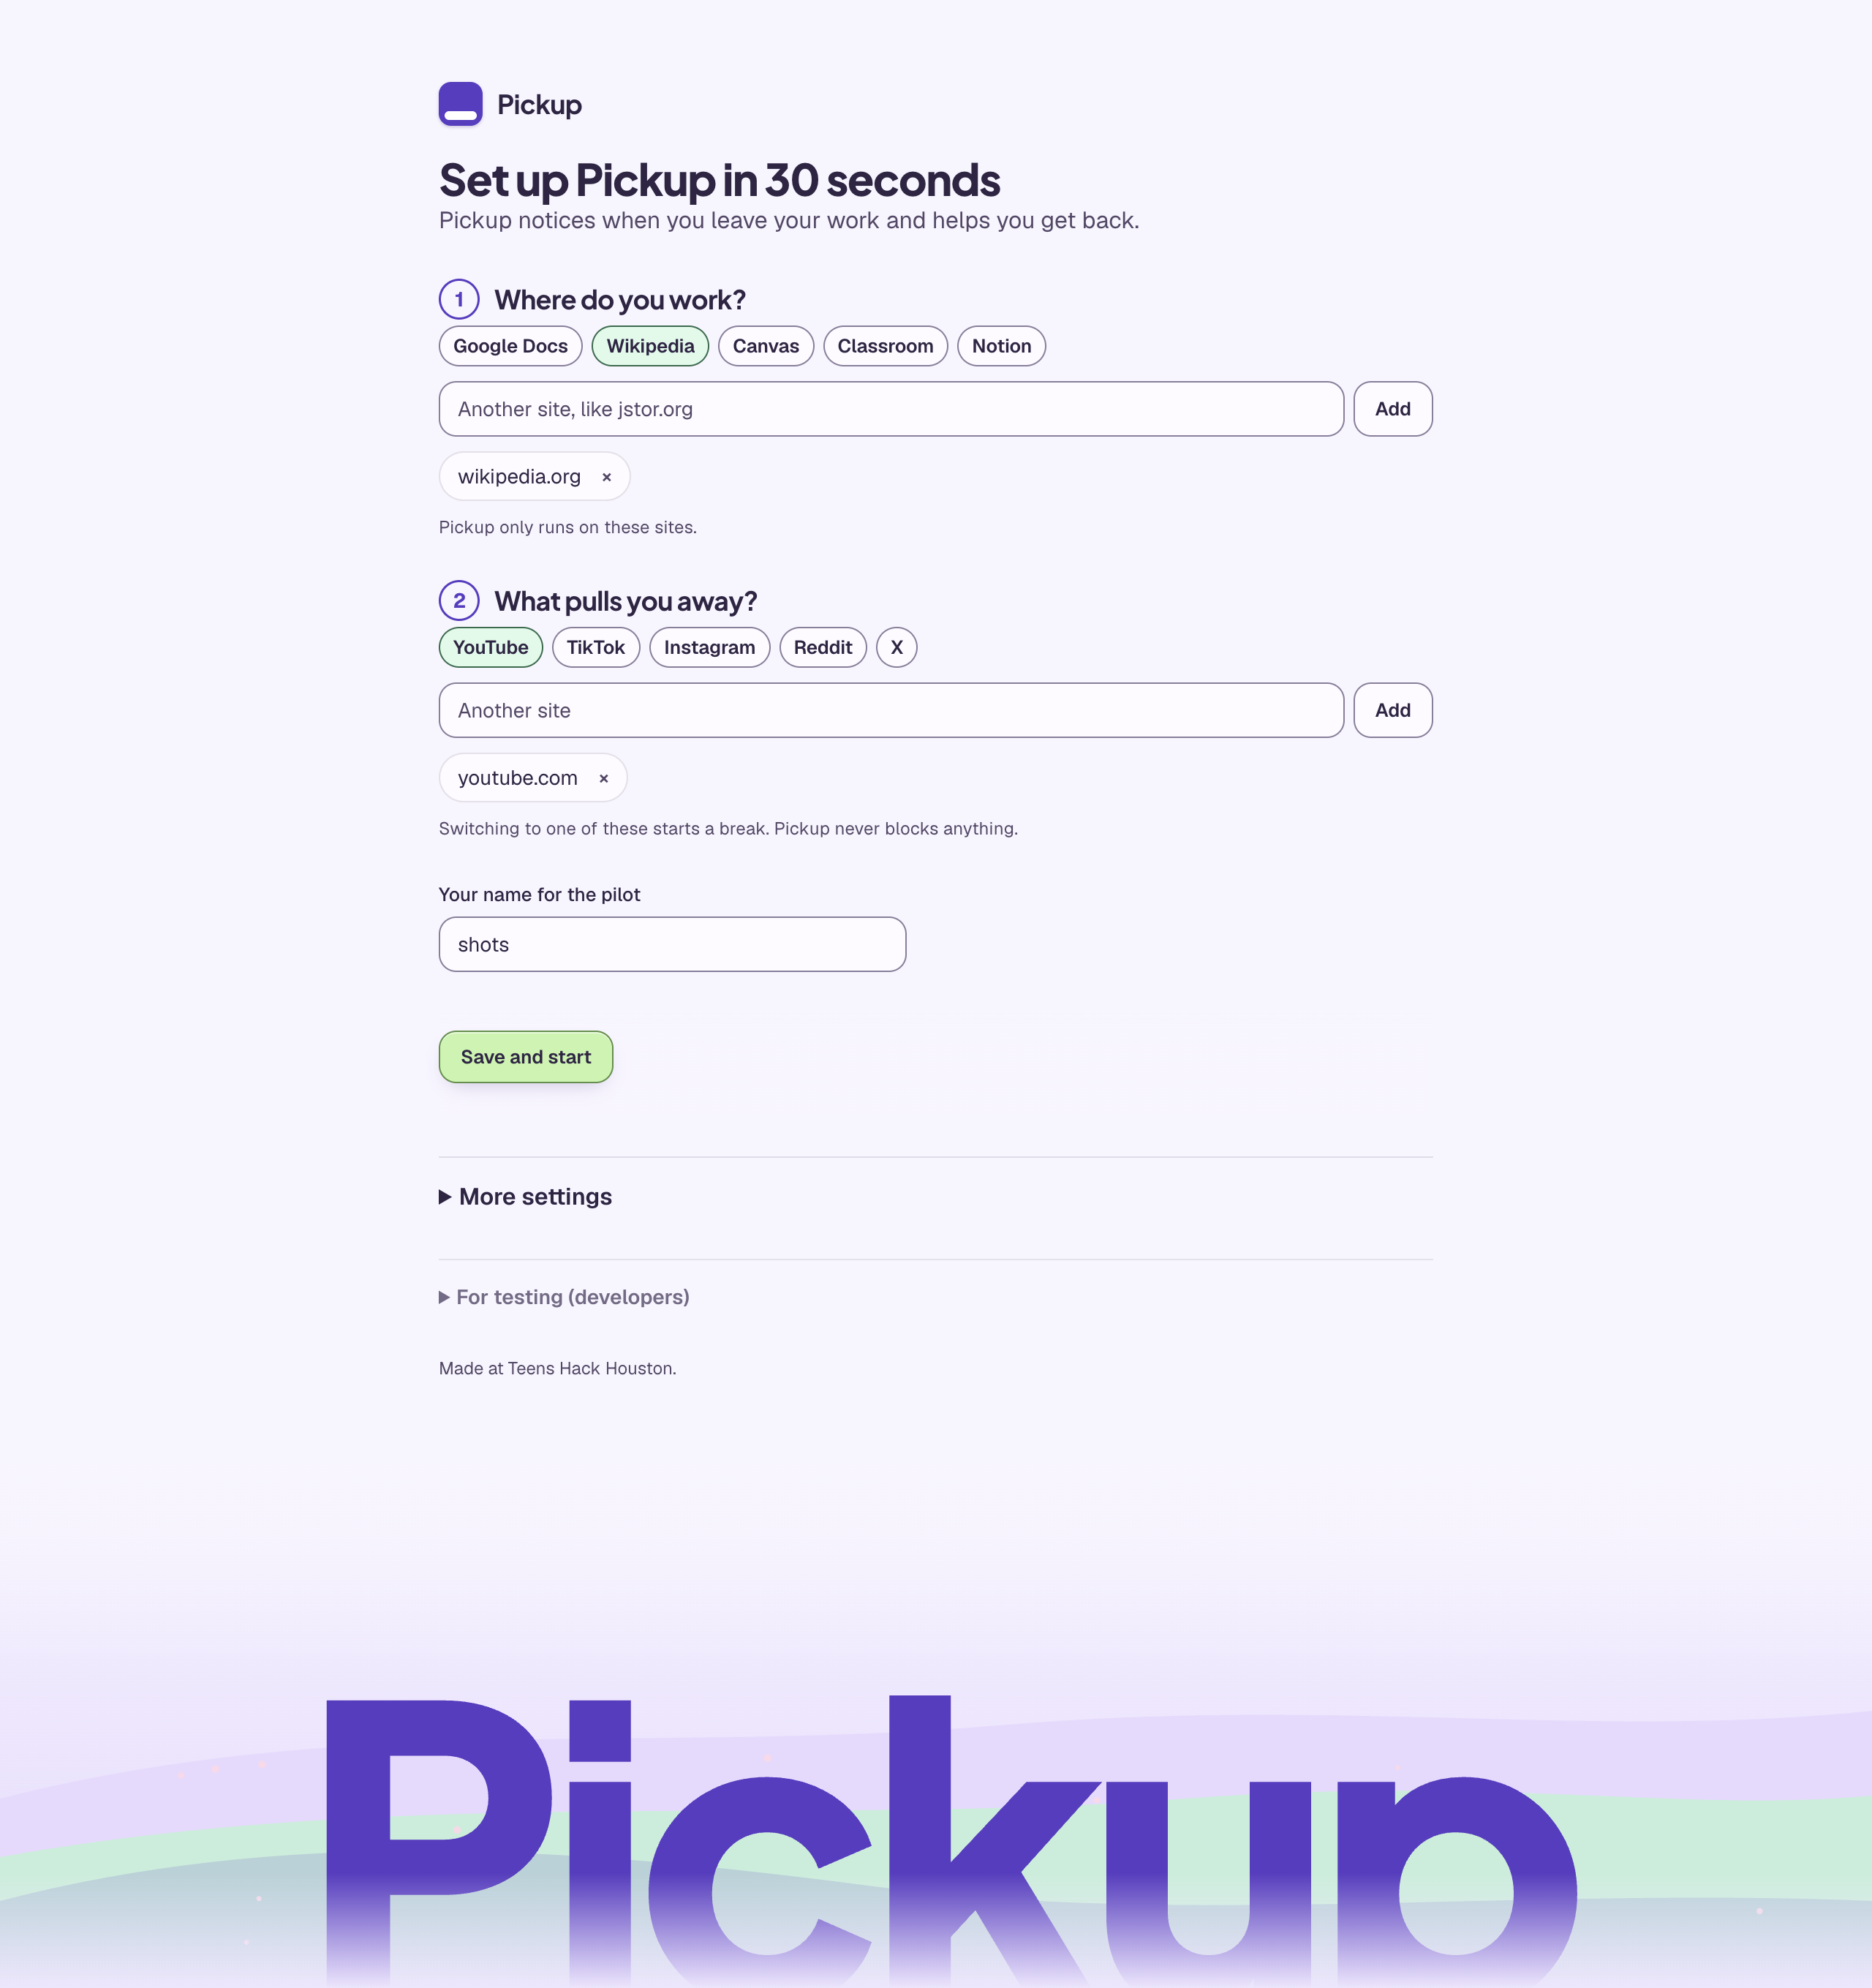 Pickup
Set up Pickup in 30 seconds
Pickup notices when you leave your work and helps you get back.
1 Where do you work?
Google Docs Wikipedia Canvas Classroom Notion
Another site, like jstor.org Add
wikipedia.org ×
Pickup only runs on these sites.
2 What pulls you away?
YouTube TikTok Instagram Reddit X
Another site Add
youtube.com ×
Switching to one of these starts a break. Pickup never blocks anything.
Your name for the pilot
shots
Save and start
More settings
For testing (developers)
Made at Teens Hack Houston.
Pickup